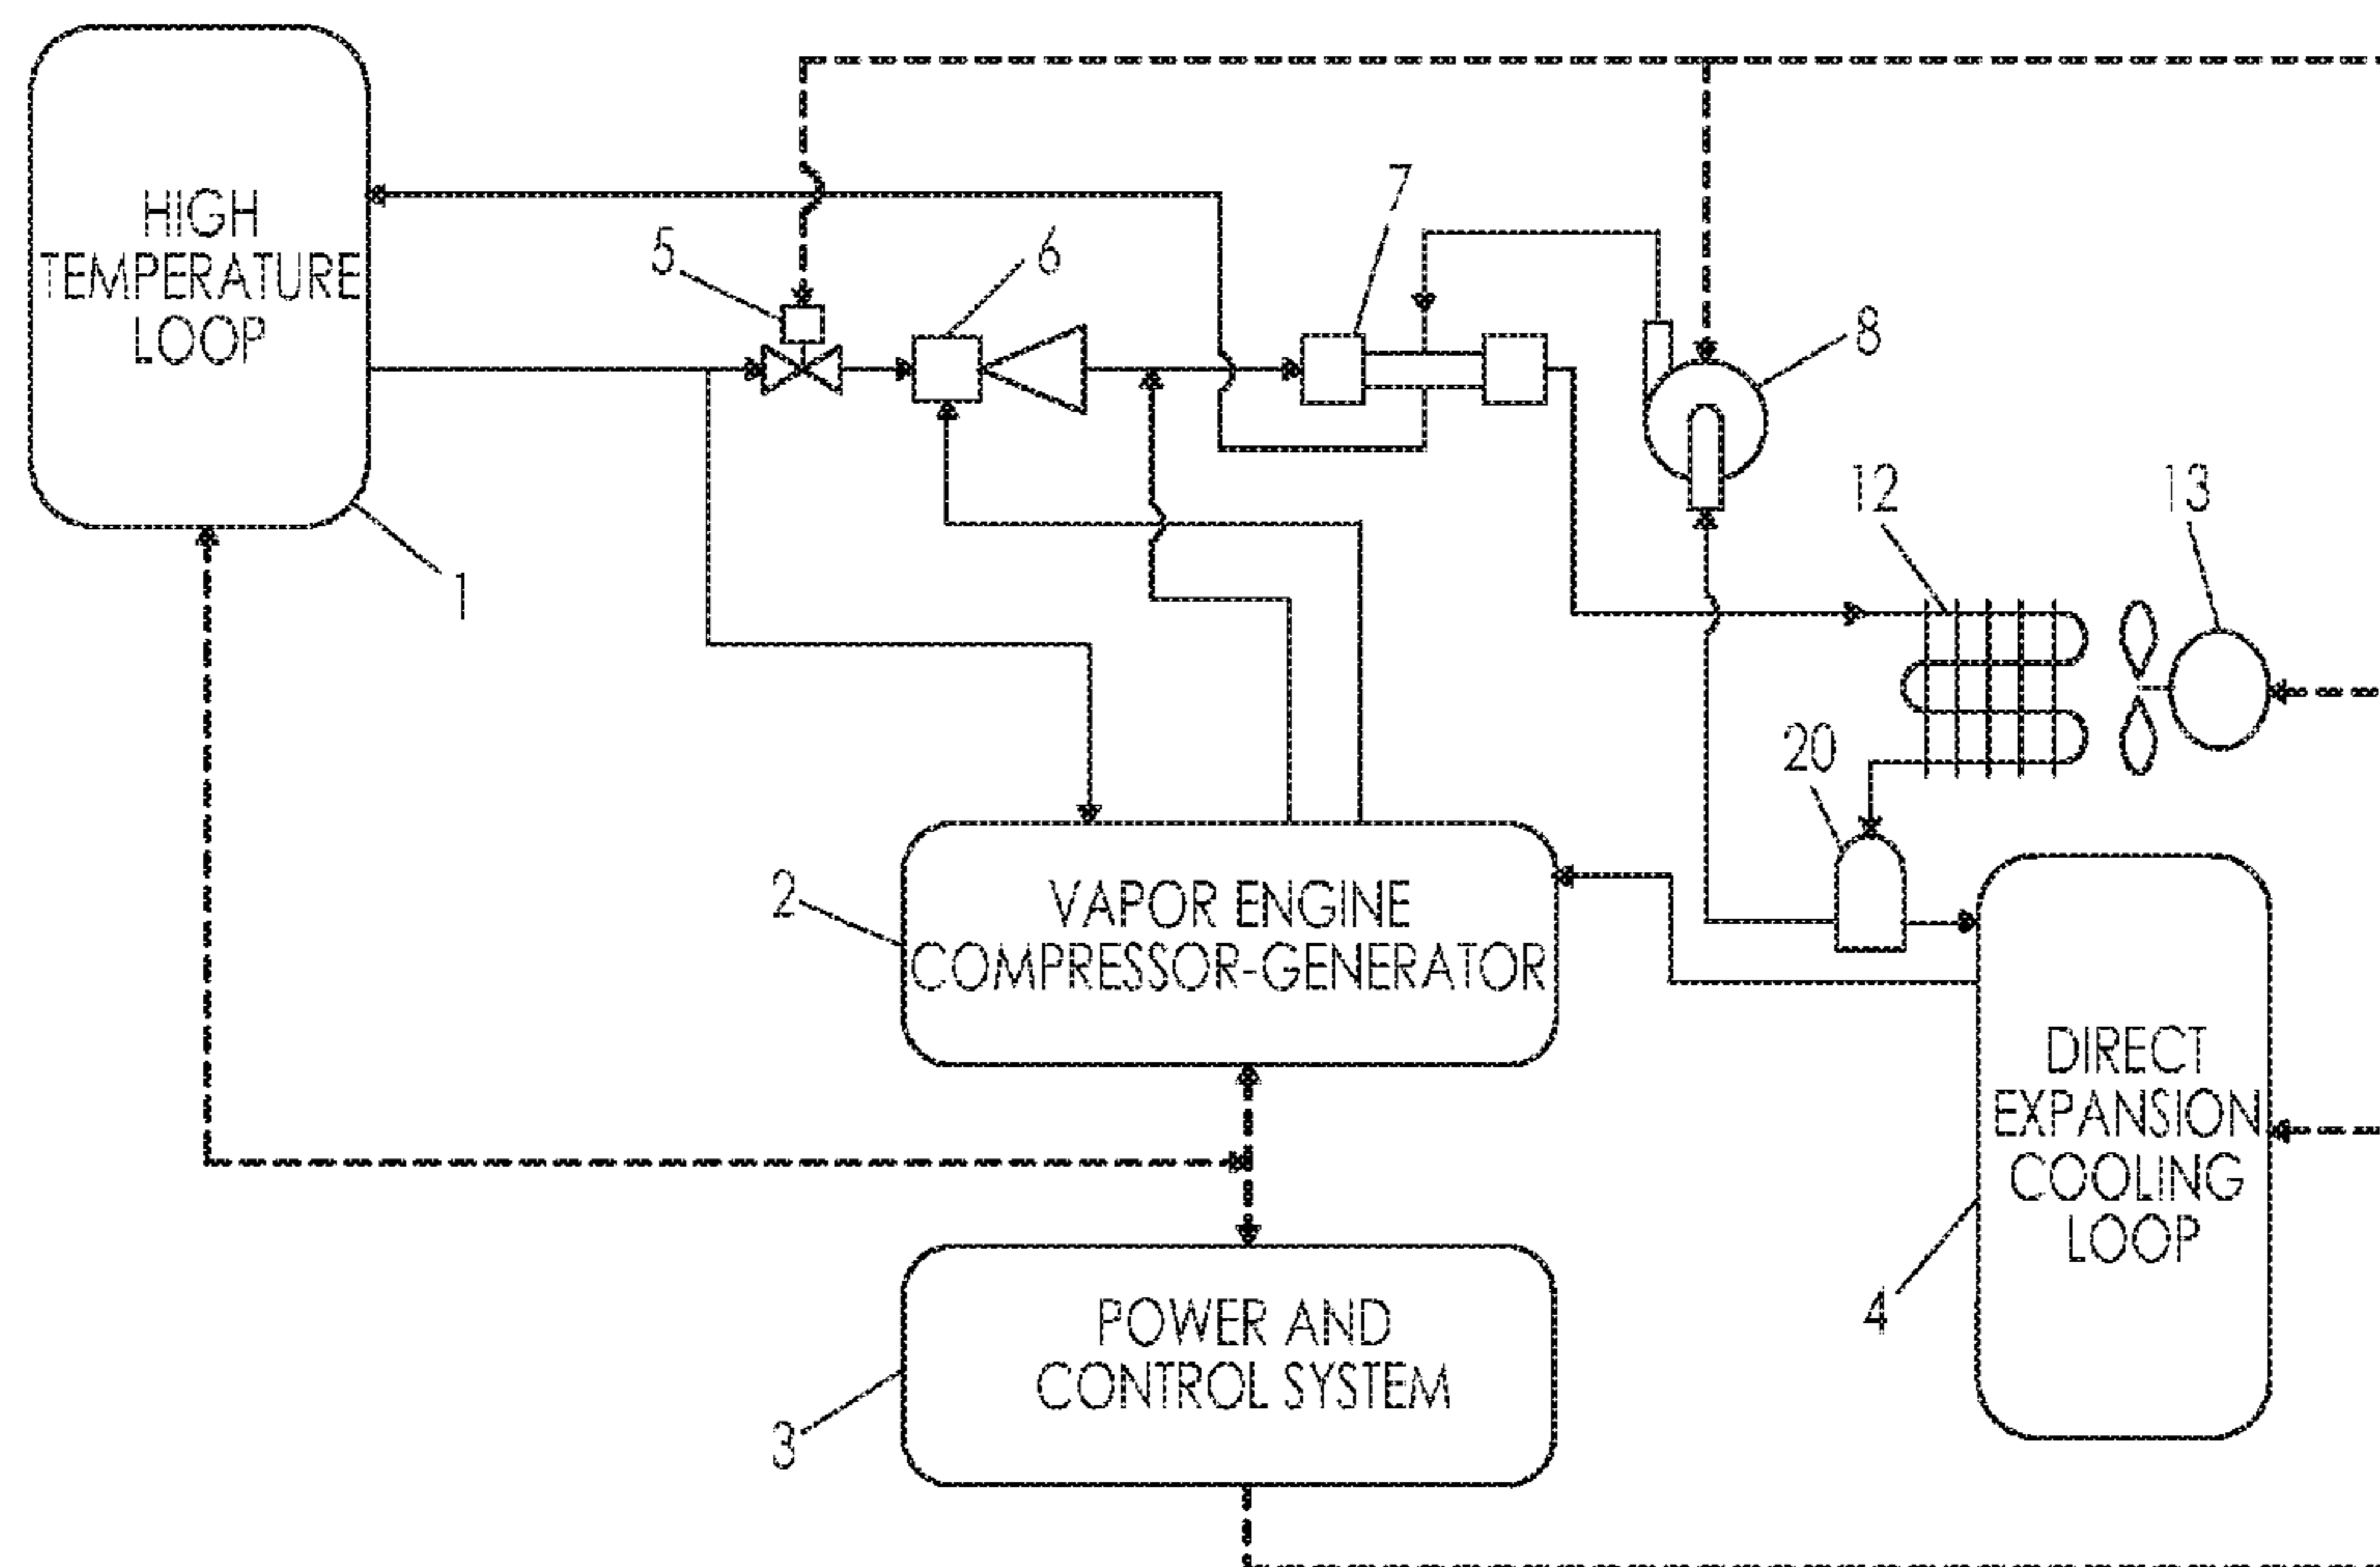 7
5
6
HIGH
TEMPERATURE
LOOP
8
12
13
1
20
2
VAPOR ENGINE
COMPRESSOR-GENERATOR
DIRECT
EXPANSION
COOLING
LOOP
4
POWER AND
CONTROL SYSTEM
3